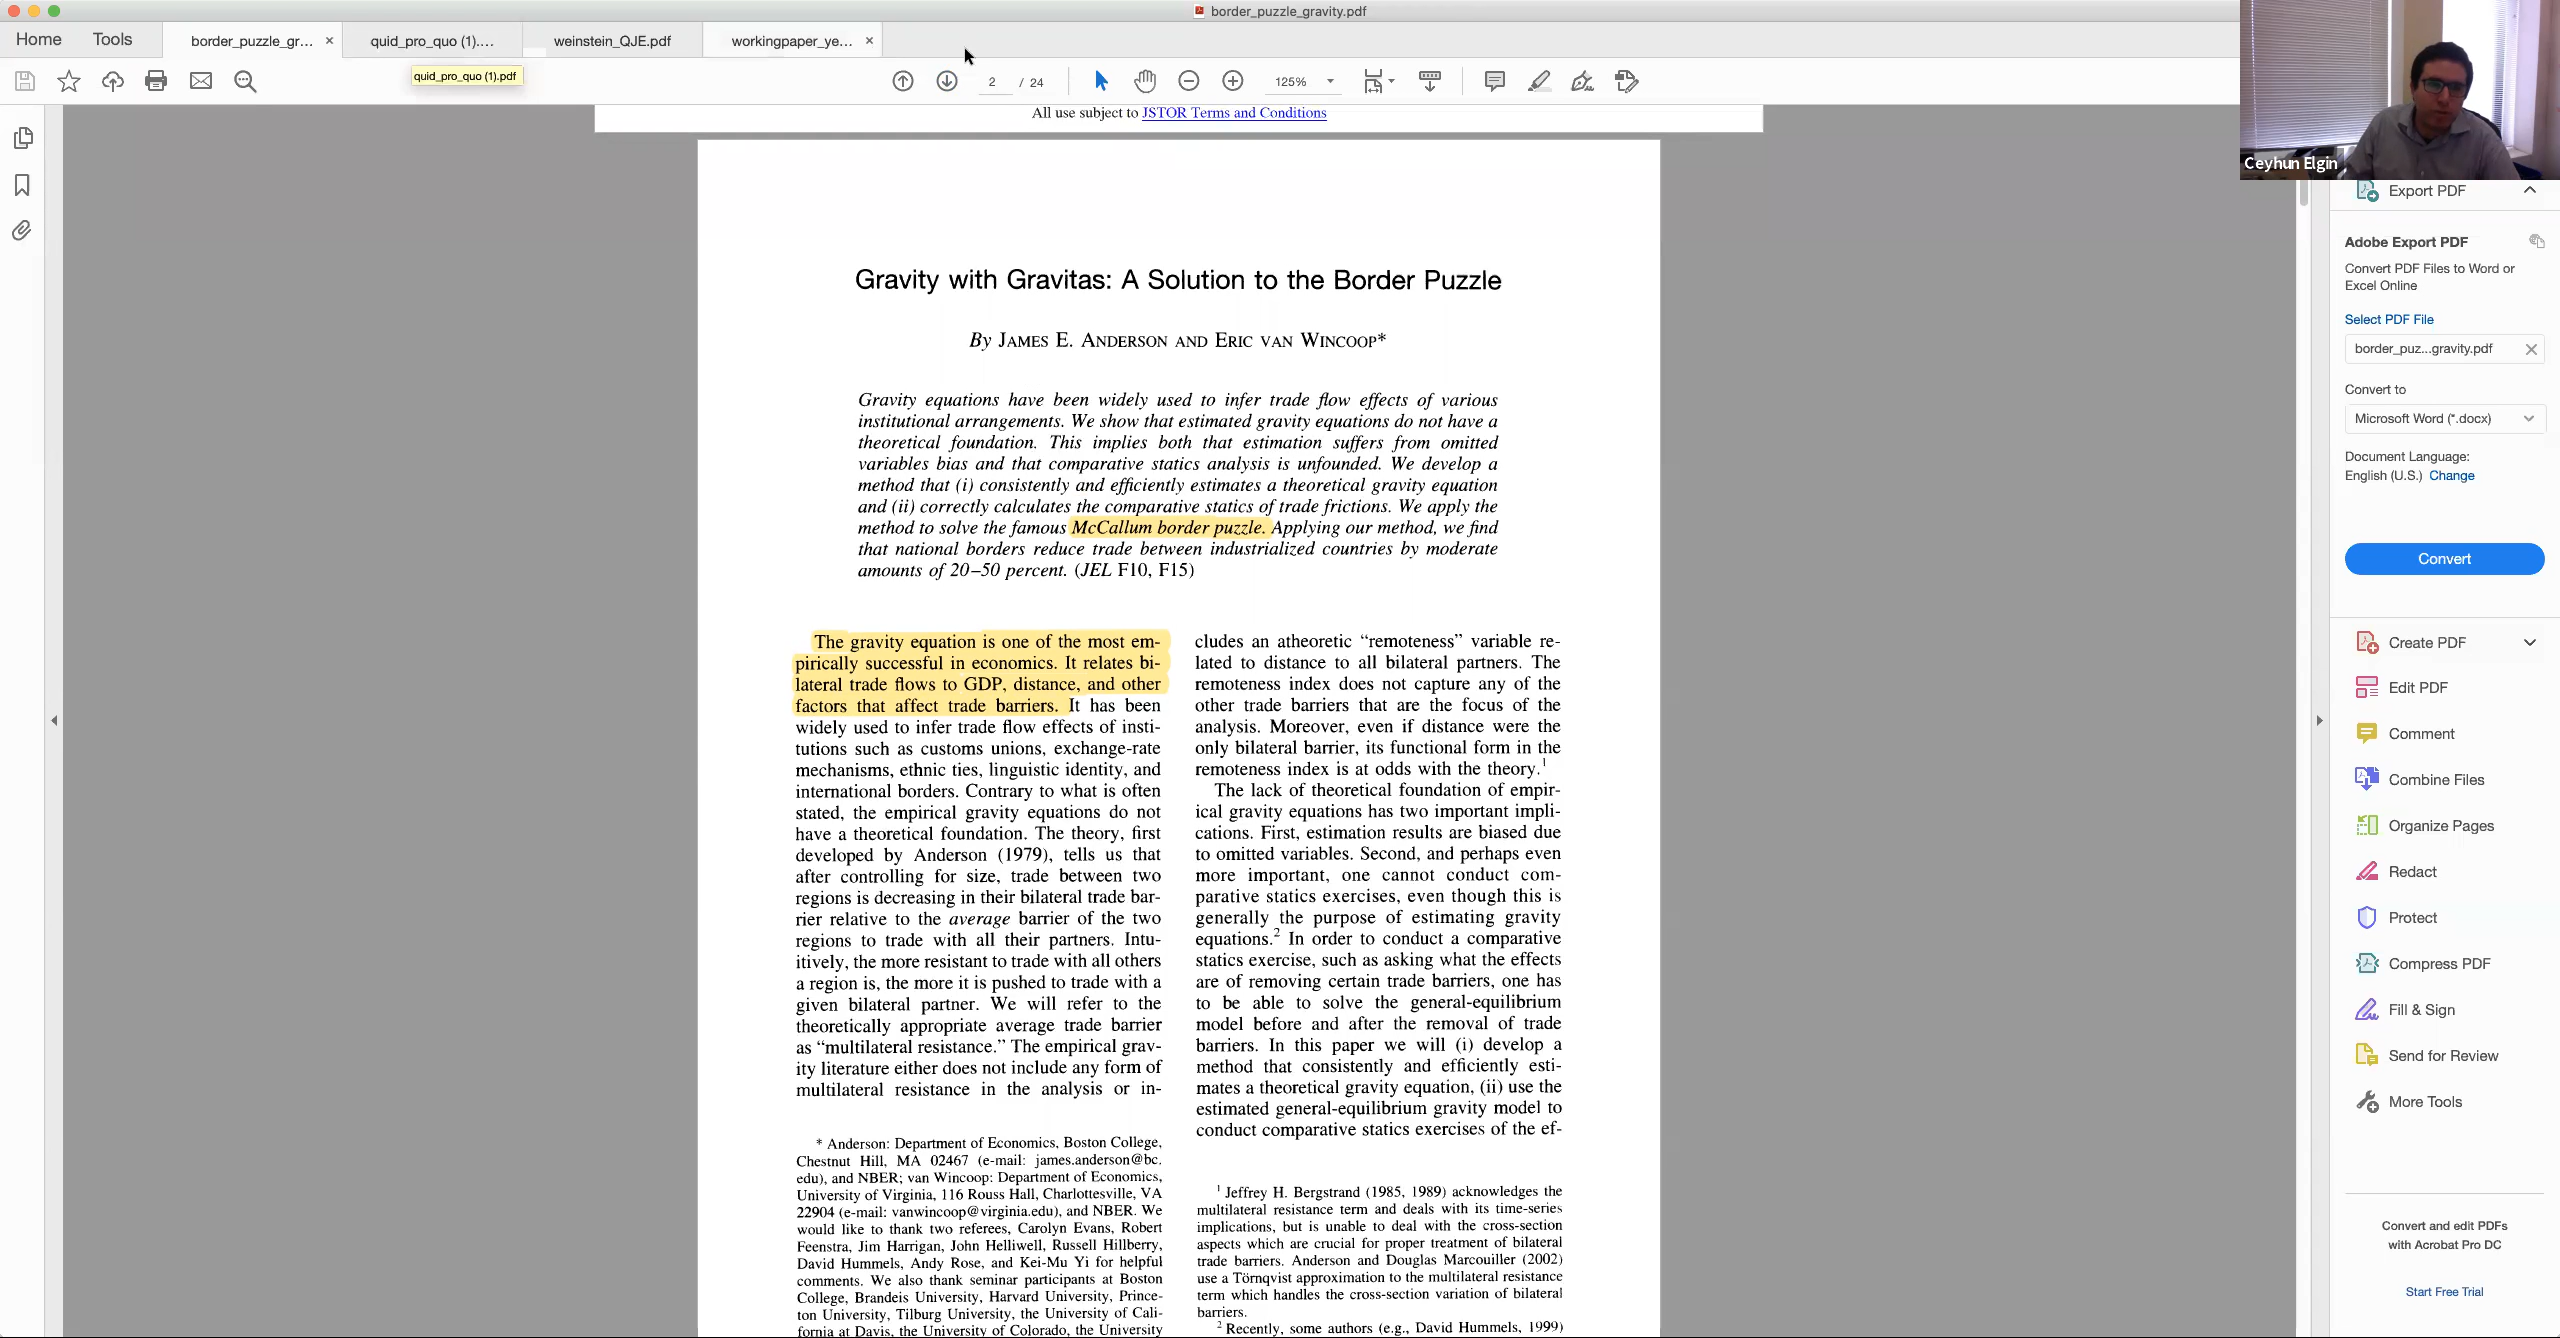 border_puzzle_gravity.pdf
Home
Tools
border_puzzle_gr...
quid_pro_quo (1)....
weinstein_QJE.pdf
workingpaper_ye...
quid_pro_quo (1).pdf
2 / 24
125%
Ceyhun Elgin
All use subject to JSTOR Terms and Conditions
Gravity with Gravitas: A Solution to the Border Puzzle
By JAMES E. ANDERSON AND ERIC VAN WINCOOP*
Gravity equations have been widely used to infer trade flow effects of various
institutional arrangements. We show that estimated gravity equations do not have a
theoretical foundation. This implies both that estimation suffers from omitted
variables bias and that comparative statics analysis is unfounded. We develop a
method that (i) consistently and efficiently estimates a theoretical gravity equation
and (ii) correctly calculates the comparative statics of trade frictions. We apply the
method to solve the famous McCallum border puzzle. Applying our method, we find
that national borders reduce trade between industrialized countries by moderate
amounts of 20–50 percent. (JEL F10, F15)
The gravity equation is one of the most em-
pirically successful in economics. It relates bi-
lateral trade flows to GDP, distance, and other
factors that affect trade barriers. It has been
widely used to infer trade flow effects of insti-
tutions such as customs unions, exchange-rate
mechanisms, ethnic ties, linguistic identity, and
international borders. Contrary to what is often
stated, the empirical gravity equations do not
have a theoretical foundation. The theory, first
developed by Anderson (1979), tells us that
after controlling for size, trade between two
regions is decreasing in their bilateral trade bar-
rier relative to the average barrier of the two
regions to trade with all their partners. Intu-
itively, the more resistant to trade with all others
a region is, the more it is pushed to trade with a
given bilateral partner. We will refer to the
theoretically appropriate average trade barrier
as “multilateral resistance.” The empirical grav-
ity literature either does not include any form of
multilateral resistance in the analysis or in-
* Anderson: Department of Economics, Boston College,
Chestnut Hill, MA 02467 (e-mail: james.anderson@bc.
edu), and NBER; van Wincoop: Department of Economics,
University of Virginia, 116 Rouss Hall, Charlottesville, VA
22904 (e-mail: vanwincoop@virginia.edu), and NBER. We
would like to thank two referees, Carolyn Evans, Robert
Feenstra, Jim Harrigan, John Helliwell, Russell Hillberry,
David Hummels, Andy Rose, and Kei-Mu Yi for helpful
comments. We also thank seminar participants at Boston
College, Brandeis University, Harvard University, Prince-
ton University, Tilburg University, the University of Cali-
fornia at Davis, the University of Colorado, the University
cludes an atheoretic “remoteness” variable re-
lated to distance to all bilateral partners. The
remoteness index does not capture any of the
other trade barriers that are the focus of the
analysis. Moreover, even if distance were the
only bilateral barrier, its functional form in the
remoteness index is at odds with the theory.1
The lack of theoretical foundation of empir-
ical gravity equations has two important impli-
cations. First, estimation results are biased due
to omitted variables. Second, and perhaps even
more important, one cannot conduct com-
parative statics exercises, even though this is
generally the purpose of estimating gravity
equations.2 In order to conduct a comparative
statics exercise, such as asking what the effects
are of removing certain trade barriers, one has
to be able to solve the general-equilibrium
model before and after the removal of trade
barriers. In this paper we will (i) develop a
method that consistently and efficiently esti-
mates a theoretical gravity equation, (ii) use the
estimated general-equilibrium gravity model to
conduct comparative statics exercises of the ef-
1 Jeffrey H. Bergstrand (1985, 1989) acknowledges the
multilateral resistance term and deals with its time-series
implications, but is unable to deal with the cross-section
aspects which are crucial for proper treatment of bilateral
trade barriers. Anderson and Douglas Marcouiller (2002)
use a Törnqvist approximation to the multilateral resistance
term which handles the cross-section variation of bilateral
barriers.
2 Recently, some authors (e.g., David Hummels, 1999)
Export PDF
Adobe Export PDF
Convert PDF Files to Word or
Excel Online
Select PDF File
border_puz...gravity.pdf
Convert to
Microsoft Word (*.docx)
Document Language:
English (U.S.) Change
Convert
Create PDF
Edit PDF
Comment
Combine Files
Organize Pages
Redact
Protect
Compress PDF
Fill & Sign
Send for Review
More Tools
Convert and edit PDFs
with Acrobat Pro DC
Start Free Trial